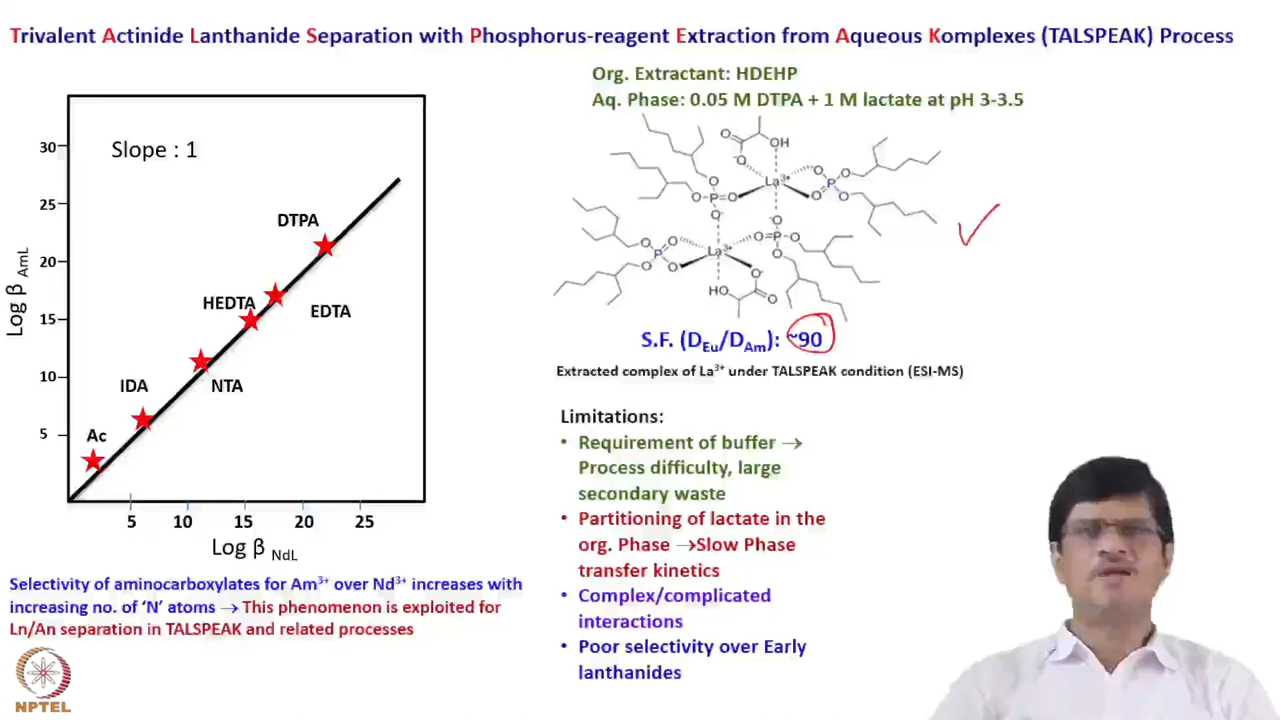 Trivalent Actinide Lanthanide Separation with Phosphorus-reagent Extraction from Aqueous Komplexes (TALSPEAK) Process
Slope : 1
30
25
20
15
10
5
DTPA
HEDTA
EDTA
IDA
NTA
Ac
5 10 15 20 25
Log β AmL
Log β NdL
Selectivity of aminocarboxylates for Am³⁺ over Nd³⁺ increases with
increasing no. of ‘N’ atoms → This phenomenon is exploited for
Ln/An separation in TALSPEAK and related processes
NPTEL
Org. Extractant: HDEHP
Aq. Phase: 0.05 M DTPA + 1 M lactate at pH 3-3.5
O OH
⁻O
La³⁺
O P O O
O P O O
O⁻
⁻O
O P O
O P O O
La³⁺
O⁻
HO O
S.F. (D_Eu/D_Am): ~90
Extracted complex of La³⁺ under TALSPEAK condition (ESI-MS)
Limitations:
• Requirement of buffer →
Process difficulty, large
secondary waste
• Partitioning of lactate in the
org. Phase →Slow Phase
transfer kinetics
• Complex/complicated
interactions
• Poor selectivity over Early
lanthanides